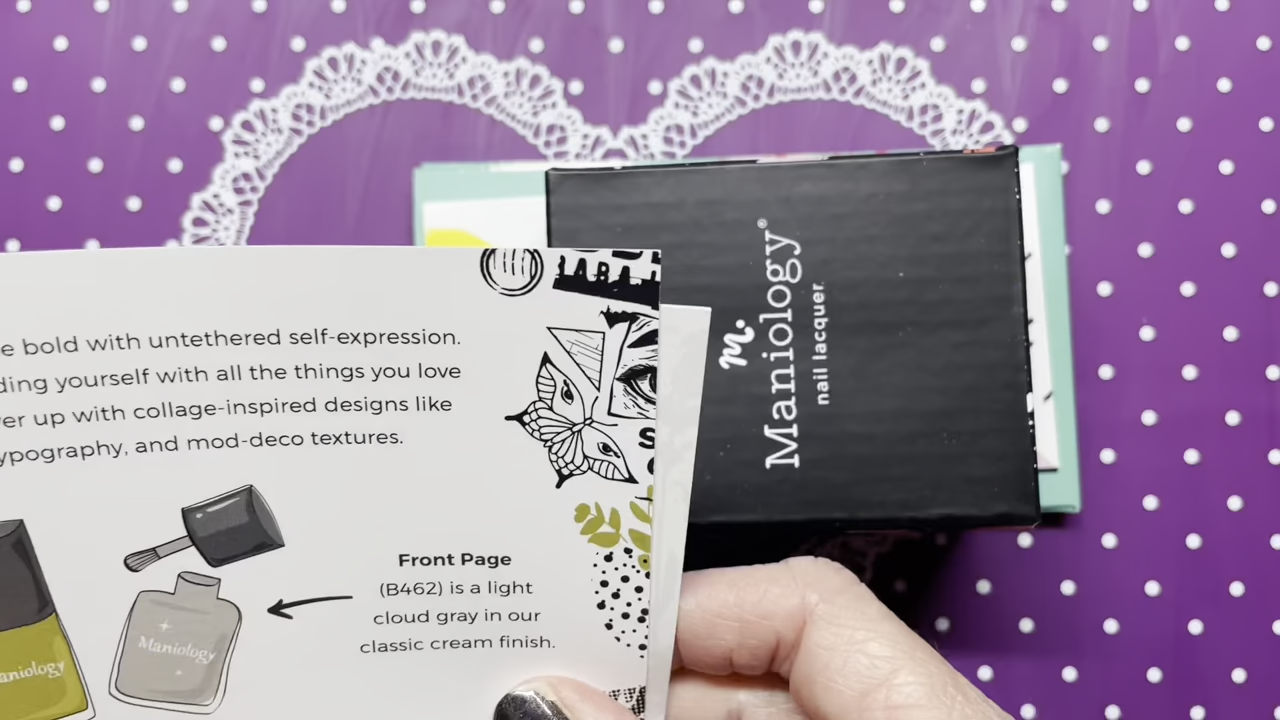 e bold with untethered self-expression.
ding yourself with all the things you love
er up with collage-inspired designs like
ypography, and mod-deco textures.
Front Page
(B462) is a light
cloud gray in our
classic cream finish.
Maniology
aniology
m.
Maniology®
nail lacquer